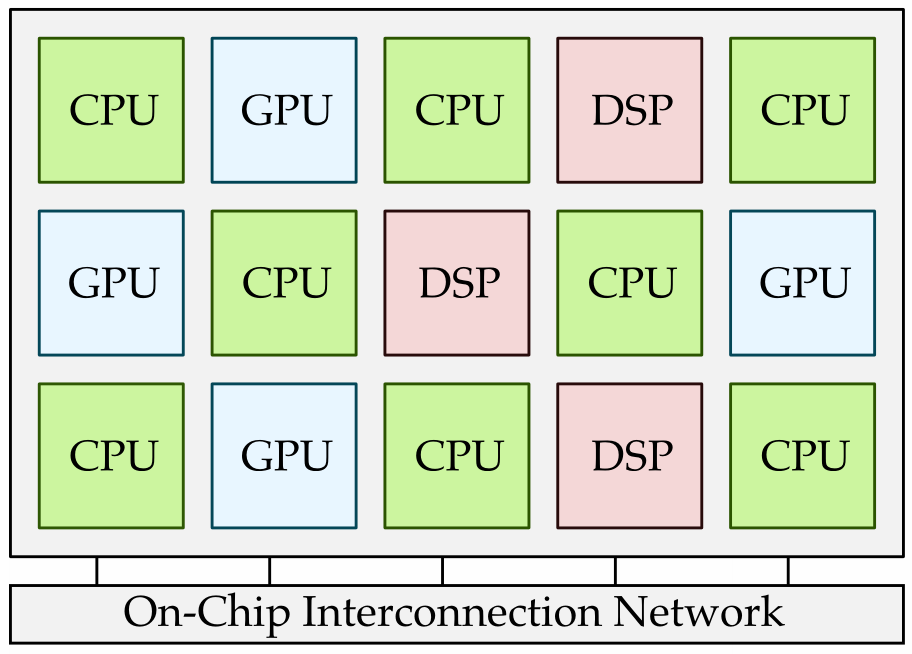 CPU GPU CPU DSP CPU
GPU CPU DSP CPU GPU
CPU GPU CPU DSP CPU
On-Chip Interconnection Network